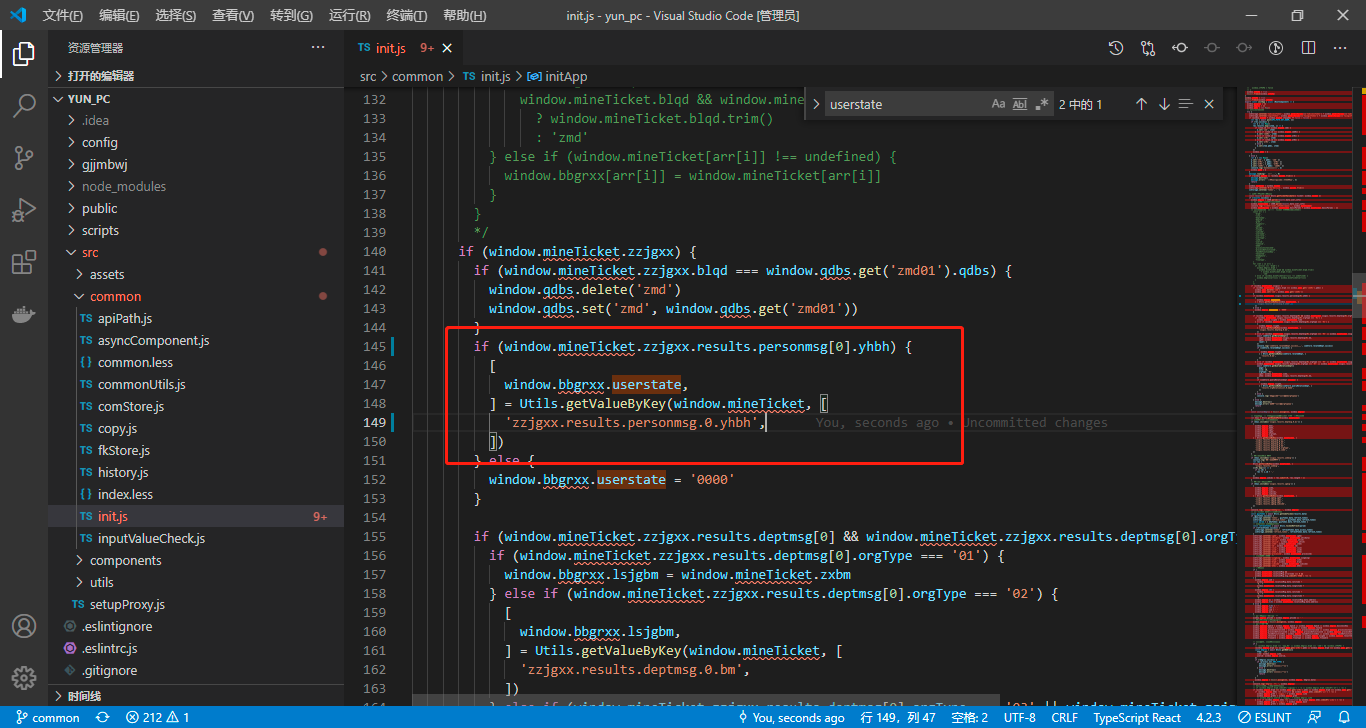 文件(F) 编辑(E) 选择(S) 查看(V) 转到(G) 运行(R) 终端(T) 帮助(H) init.js - yun_pc - Visual Studio Code [管理员]
资源管理器
打开的编辑器
YUN_PC
.idea
config
gjjmbwj
node_modules
public
scripts
src
assets
common
TS apiPath.js
TS asyncComponent.js
{} common.less
TS commonUtils.js
TS comStore.js
TS copy.js
TS fkStore.js
TS history.js
{} index.less
TS init.js 9+
TS inputValueCheck.js
components
utils
TS setupProxy.js
.eslintignore
.eslintrc.js
.gitignore
时间线
TS init.js 9+
src > common > TS init.js > initApp
userstate Aa Abl .* 2 中的 1
132 window.mineTicket.blqd && window.mine
133 ? window.mineTicket.blqd.trim()
134 : 'zmd'
135 } else if (window.mineTicket[arr[i]] !== undefined) {
136 window.bbgrxx[arr[i]] = window.mineTicket[arr[i]]
137 }
138 }
139 */
140 if (window.mineTicket.zzjgxx) {
141 if (window.mineTicket.zzjgxx.blqd === window.qdbs.get('zmd01').qdbs) {
142 window.qdbs.delete('zmd')
143 window.qdbs.set('zmd', window.qdbs.get('zmd01'))
144 }
145 if (window.mineTicket.zzjgxx.results.personmsg[0].yhbh) {
146 [
147 window.bbgrxx.userstate,
148 ] = Utils.getValueByKey(window.mineTicket, [
149 'zzjgxx.results.personmsg.0.yhbh', You, seconds ago • Uncommitted changes
150 ])
151 } else {
152 window.bbgrxx.userstate = '0000'
153 }
154
155 if (window.mineTicket.zzjgxx.results.deptmsg[0] && window.mineTicket.zzjgxx.results.deptmsg[0].orgT
156 if (window.mineTicket.zzjgxx.results.deptmsg[0].orgType === '01') {
157 window.bbgrxx.lsjgbm = window.mineTicket.zxbm
158 } else if (window.mineTicket.zzjgxx.results.deptmsg[0].orgType === '02') {
159 [
160 window.bbgrxx.lsjgbm,
161 ] = Utils.getValueByKey(window.mineTicket, [
162 'zzjgxx.results.deptmsg.0.bm',
163 ])
common 212 1 You, seconds ago 行 149，列 47 空格: 2 UTF-8 CRLF TypeScript React 4.2.3 ESLINT